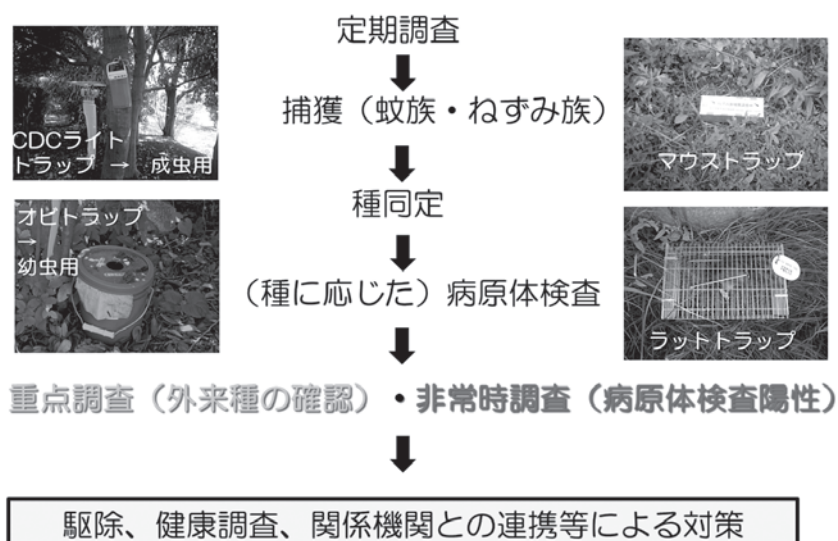 定期調査
捕獲（蚊族・ねずみ族）
種同定
（種に応じた）病原体検査
重点調査（外来種の確認）・非常時調査（病原体検査陽性）
駆除、健康調査、関係機関との連携等による対策
CDCライト
トラップ → 成虫用
オビトラップ
→
幼虫用
マウストラップ
ラットトラップ